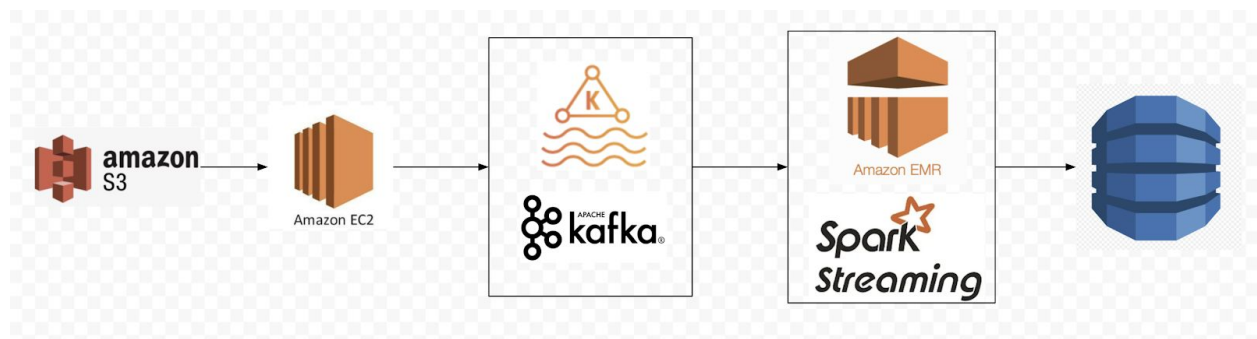 amazon
S3
Amazon EC2
K
APACHE
kafka®
Amazon EMR
Spark
Streaming